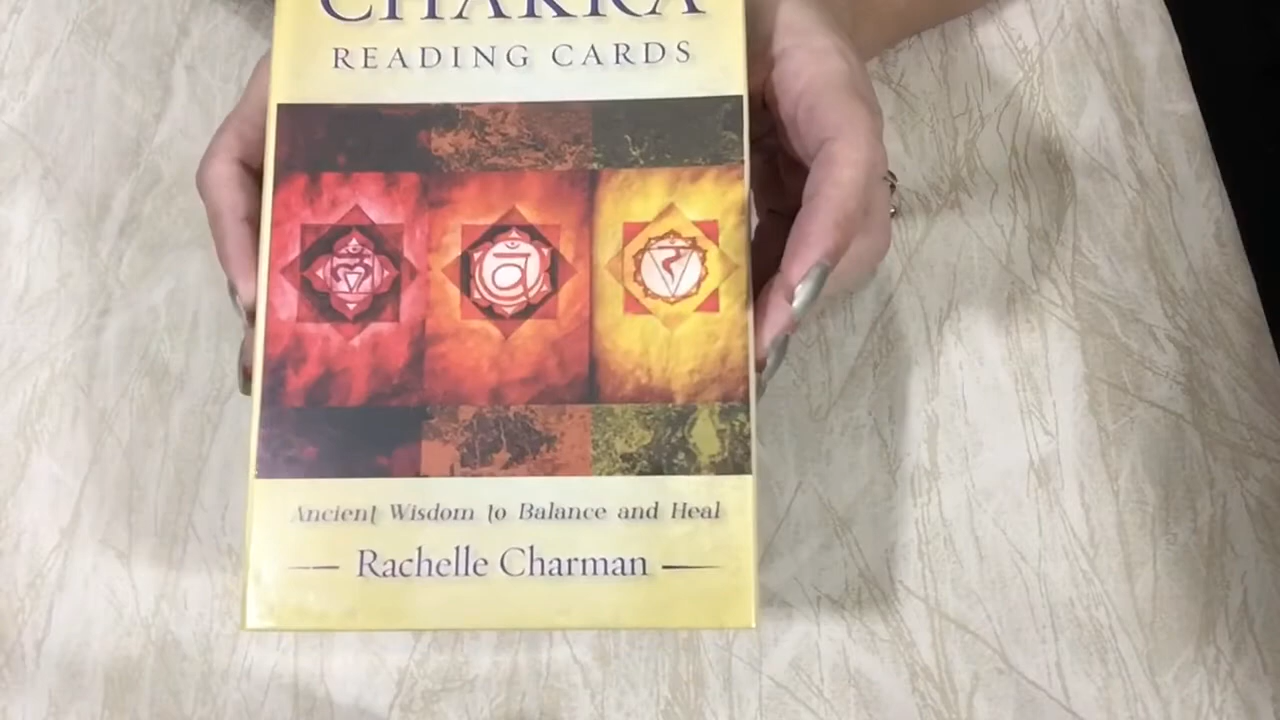 CHAKRA
READING CARDS
Ancient Wisdom to Balance and Heal
Rachelle Charman